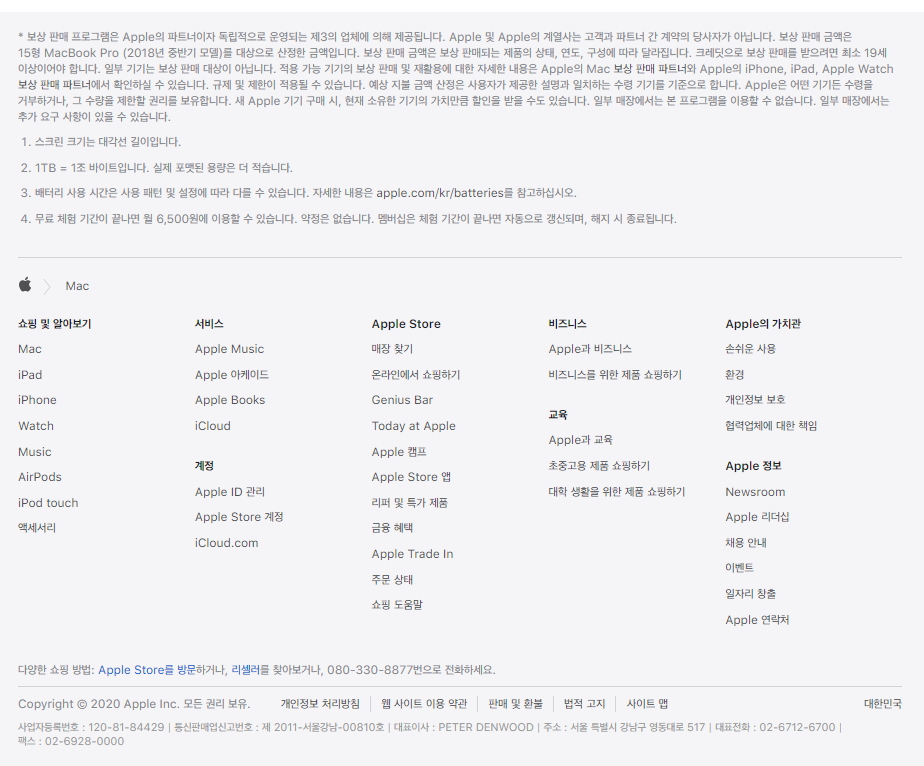 * 보상 판매 프로그램은 Apple의 파트너이자 독립적으로 운영되는 제3의 업체에 의해 제공됩니다. Apple 및 Apple의 계열사는 고객과 파트너 간 계약의 당사자가 아닙니다. 보상 판매 금액은
15형 MacBook Pro (2018년 중반기 모델)를 대상으로 산정한 금액입니다. 보상 판매 금액은 보상 판매되는 제품의 상태, 연도, 구성에 따라 달라집니다. 크레딧으로 보상 판매를 받으려면 최소 19세
이상이어야 합니다. 일부 기기는 보상 판매 대상이 아닙니다. 적용 가능 기기의 보상 판매 및 재활용에 대한 자세한 내용은 Apple의 Mac 보상 판매 파트너와 Apple의 iPhone, iPad, Apple Watch
보상 판매 파트너에서 확인하실 수 있습니다. 규제 및 제한이 적용될 수 있습니다. 예상 지불 금액 산정은 사용자가 제공한 설명과 일치하는 수령 기기를 기준으로 합니다. Apple은 어떤 기기든 수령을
거부하거나, 그 수량을 제한할 권리를 보유합니다. 새 Apple 기기 구매 시, 현재 소유한 기기의 가치만큼 할인을 받을 수도 있습니다. 일부 매장에서는 본 프로그램을 이용할 수 없습니다. 일부 매장에서는
추가 요구 사항이 있을 수 있습니다.
1. 스크린 크기는 대각선 길이입니다.
2. 1TB = 1조 바이트입니다. 실제 포맷된 용량은 더 적습니다.
3. 배터리 사용 시간은 사용 패턴 및 설정에 따라 다를 수 있습니다. 자세한 내용은 apple.com/kr/batteries를 참고하십시오.
4. 무료 체험 기간이 끝나면 월 6,500원에 이용할 수 있습니다. 약정은 없습니다. 멤버십은 체험 기간이 끝나면 자동으로 갱신되며, 해지 시 종료됩니다.
Mac
쇼핑 및 알아보기
Mac
iPad
iPhone
Watch
Music
AirPods
iPod touch
액세서리
서비스
Apple Music
Apple 아케이드
Apple Books
iCloud
계정
Apple ID 관리
Apple Store 계정
iCloud.com
Apple Store
매장 찾기
온라인에서 쇼핑하기
Genius Bar
Today at Apple
Apple 캠프
Apple Store 앱
리퍼 및 특가 제품
금융 혜택
Apple Trade In
주문 상태
쇼핑 도움말
비즈니스
Apple과 비즈니스
비즈니스를 위한 제품 쇼핑하기
교육
Apple과 교육
초중고용 제품 쇼핑하기
대학 생활을 위한 제품 쇼핑하기
Apple의 가치관
손쉬운 사용
환경
개인정보 보호
협력업체에 대한 책임
Apple 정보
Newsroom
Apple 리더십
채용 안내
이벤트
일자리 창출
Apple 연락처
다양한 쇼핑 방법: Apple Store를 방문하거나, 리셀러를 찾아보거나, 080-330-8877번으로 전화하세요.
Copyright © 2020 Apple Inc. 모든 권리 보유. 개인정보 처리방침 | 웹 사이트 이용 약관 | 판매 및 환불 | 법적 고지 | 사이트 맵 대한민국
사업자등록번호 : 120-81-84429 | 통신판매업신고번호 : 제 2011-서울강남-00810호 | 대표이사 : PETER DENWOOD | 주소 : 서울 특별시 강남구 영동대로 517 | 대표전화 : 02-6712-6700 |
팩스 : 02-6928-0000